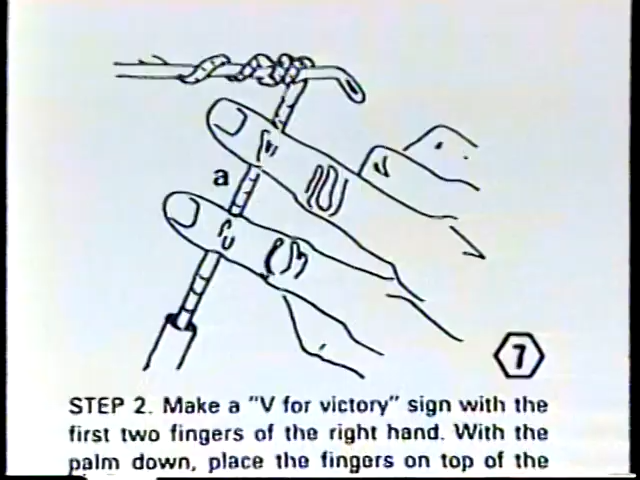 a
7
STEP 2. Make a "V for victory" sign with the
first two fingers of the right hand. With the
palm down, place the fingers on top of the